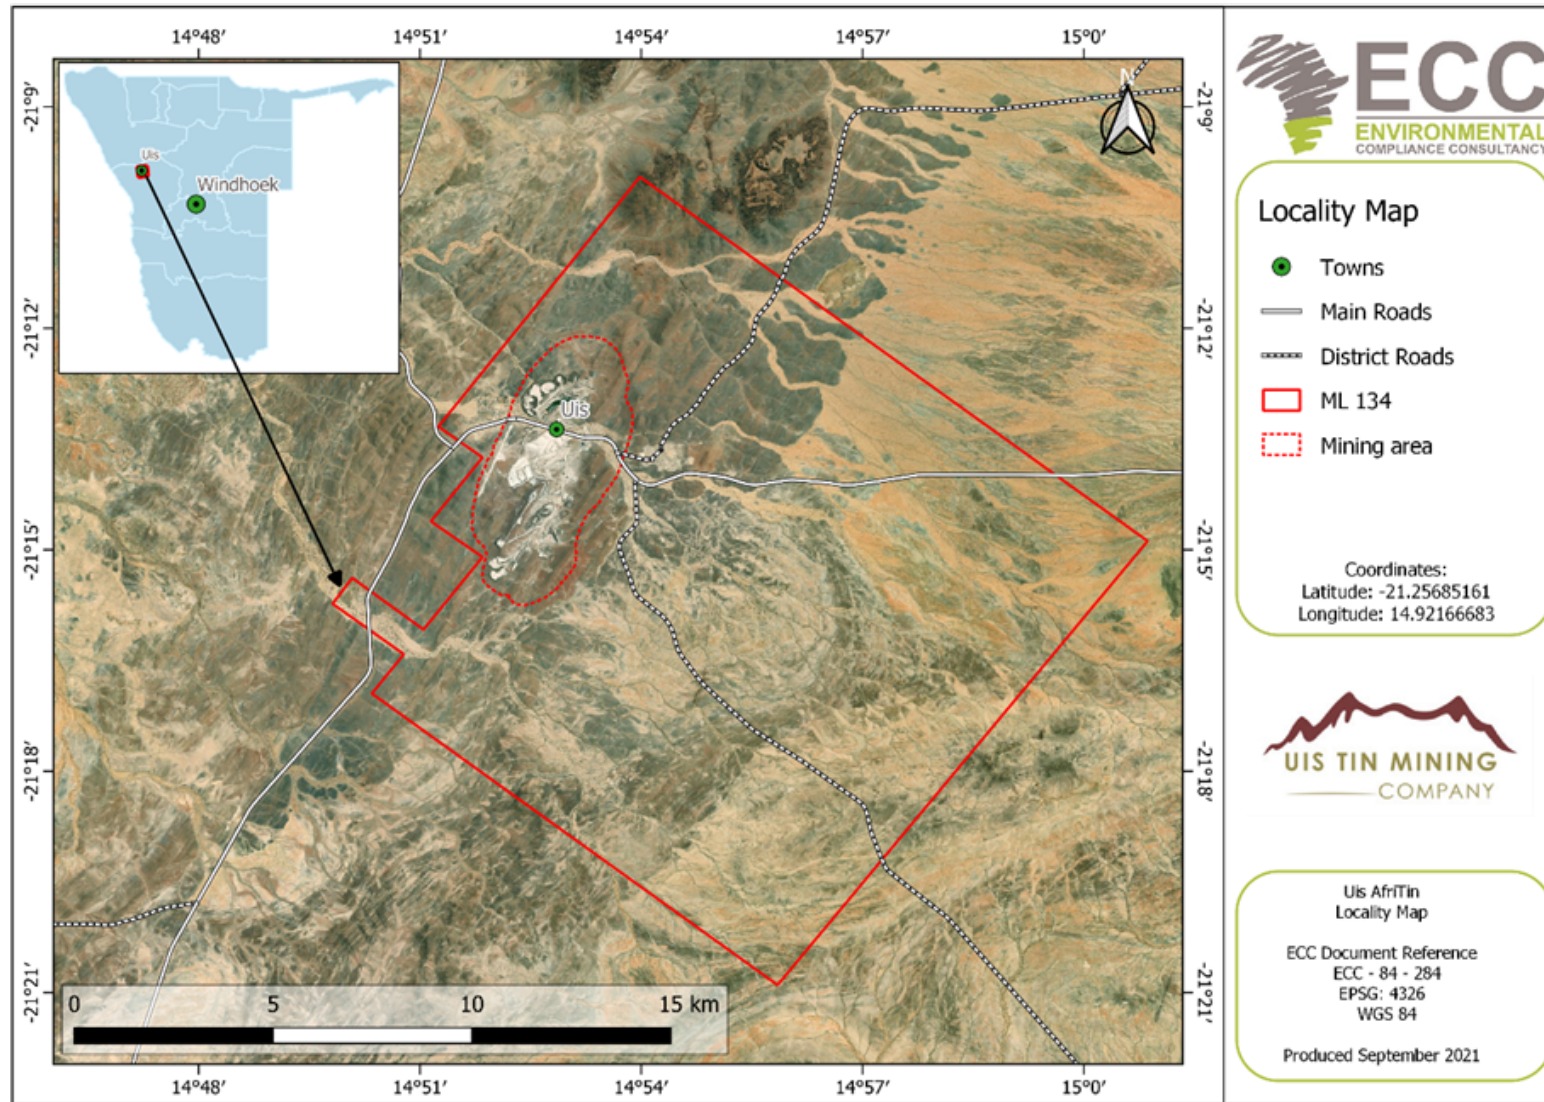 14°48′
14°51′
14°54′
14°57′
15°0′
-21°9′
-21°12′
-21°15′
-21°18′
-21°21′
-21°9′
-21°12′
-21°15′
-21°18′
-21°21′
Uis
Windhoek
N
Uis
0 5 10 15 km
14°48′
14°51′
14°54′
14°57′
15°0′
ECC
ENVIRONMENTAL
COMPLIANCE CONSULTANCY
Locality Map
Towns
Main Roads
District Roads
ML 134
Mining area
Coordinates:
Latitude: -21.25685161
Longitude: 14.92166683
UIS TIN MINING
COMPANY
Uis AfriTin
Locality Map
ECC Document Reference
ECC - 84 - 284
EPSG: 4326
WGS 84
Produced September 2021